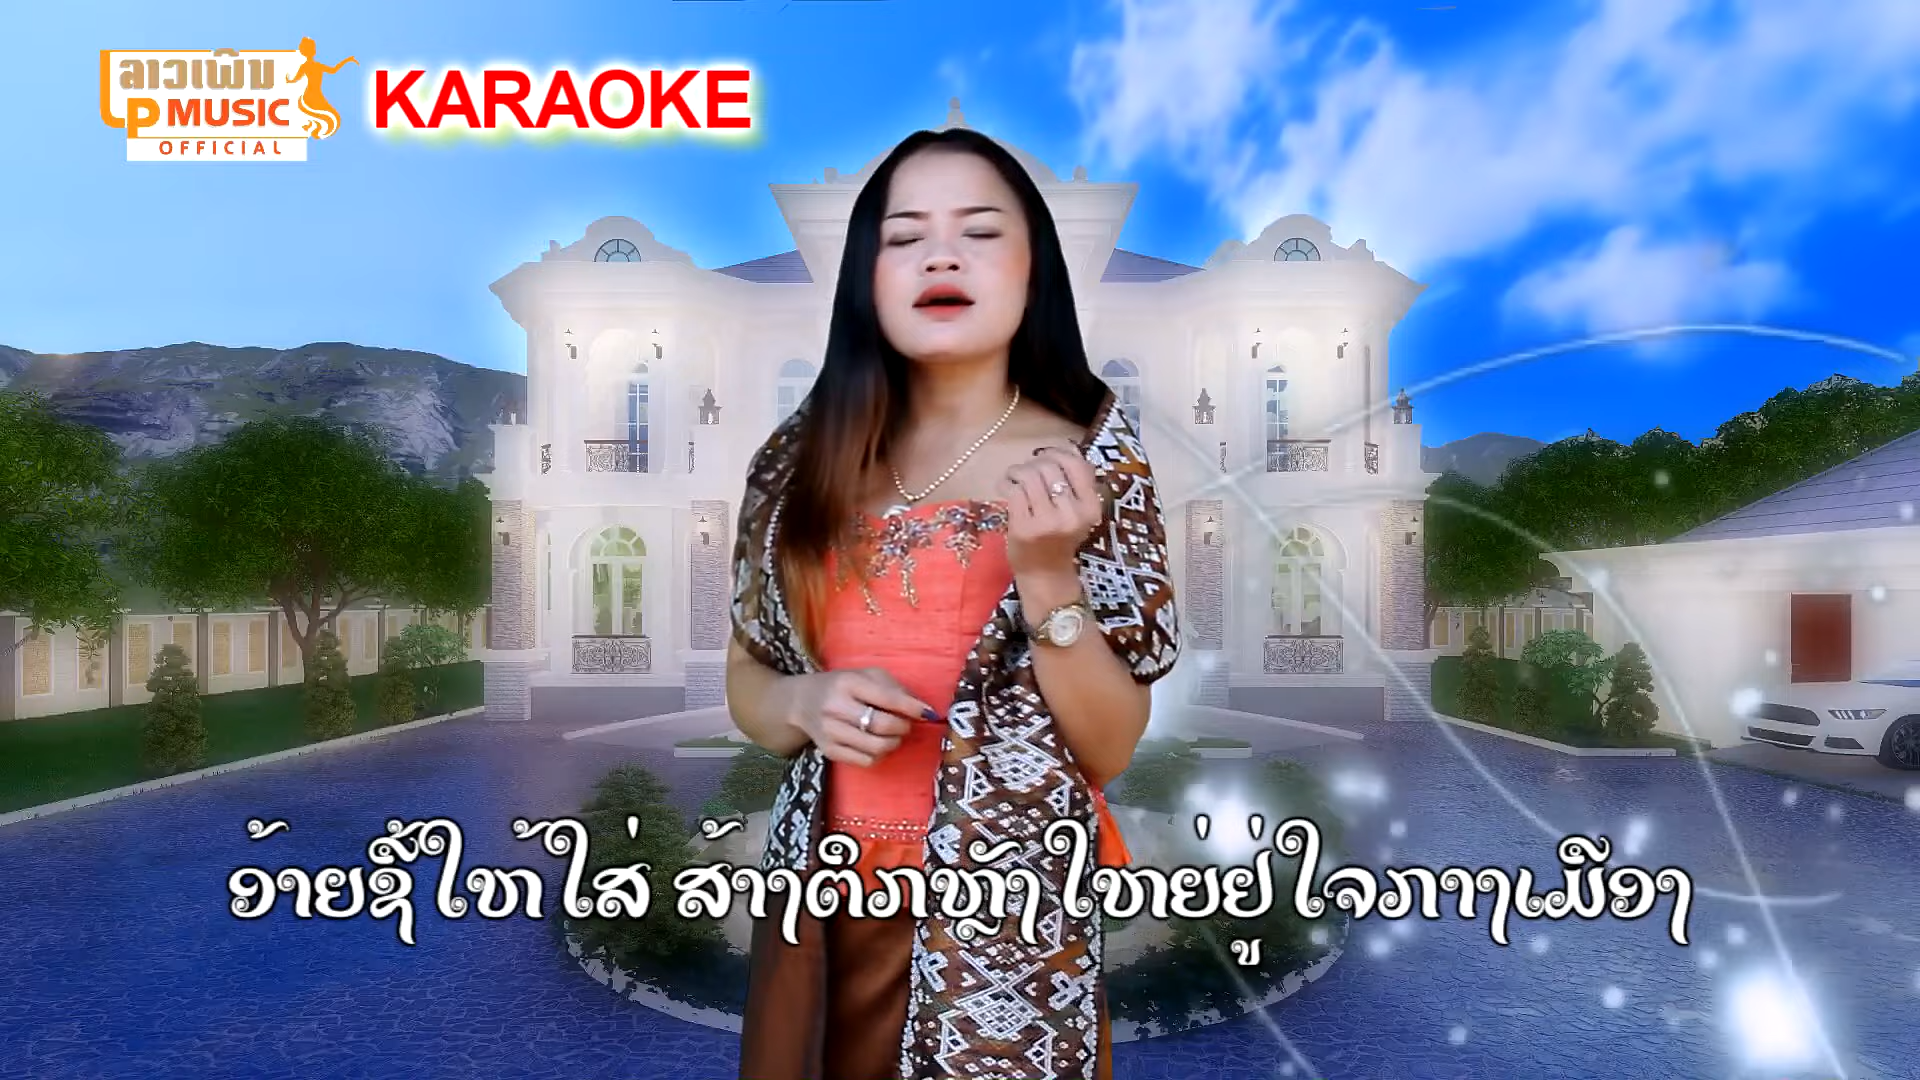 ລາວເພີນ
LP MUSIC
OFFICIAL
KARAOKE
ອ້າຍຊື້ໃຫ້ໃສ່ ສ້າງຕຶກຫຼັງໃຫຍ່ຢູ່ໃຈກາງເມືອງ